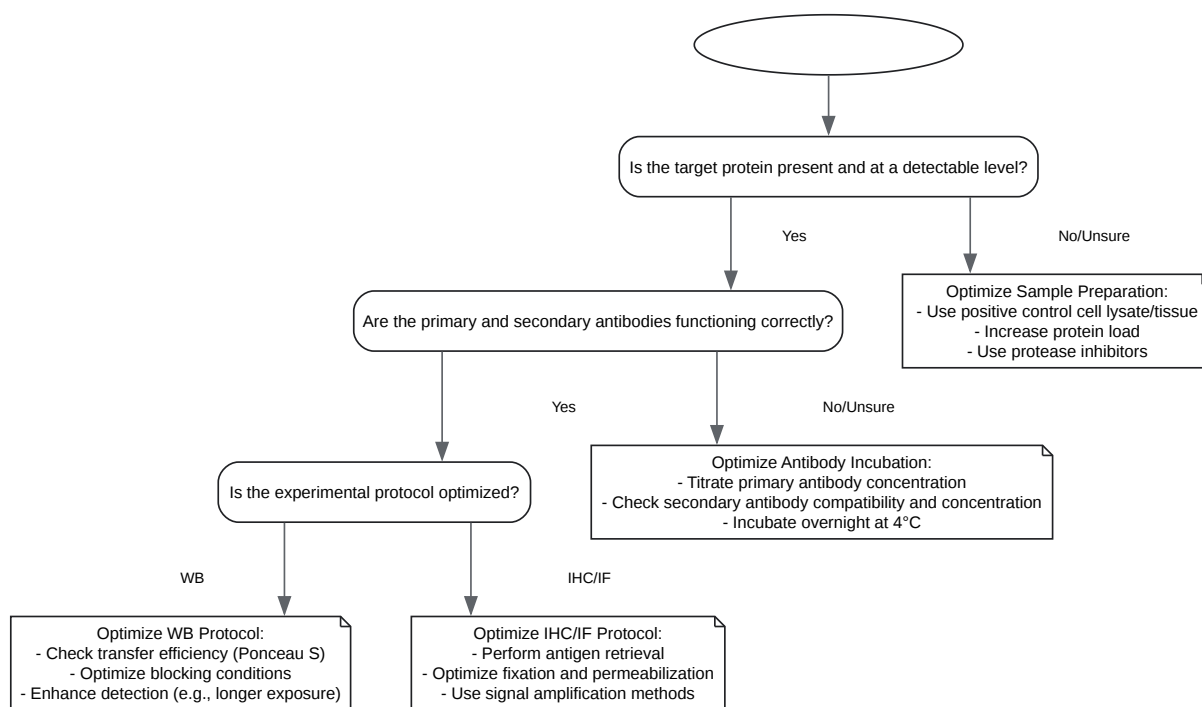 Is the target protein present and at a detectable level?
Yes
No/Unsure
Optimize Sample Preparation:
- Use positive control cell lysate/tissue
- Increase protein load
- Use protease inhibitors
Are the primary and secondary antibodies functioning correctly?
Yes
No/Unsure
Optimize Antibody Incubation:
- Titrate primary antibody concentration
- Check secondary antibody compatibility and concentration
- Incubate overnight at 4°C
Is the experimental protocol optimized?
WB
IHC/IF
Optimize WB Protocol:
- Check transfer efficiency (Ponceau S)
- Optimize blocking conditions
- Enhance detection (e.g., longer exposure)
Optimize IHC/IF Protocol:
- Perform antigen retrieval
- Optimize fixation and permeabilization
- Use signal amplification methods